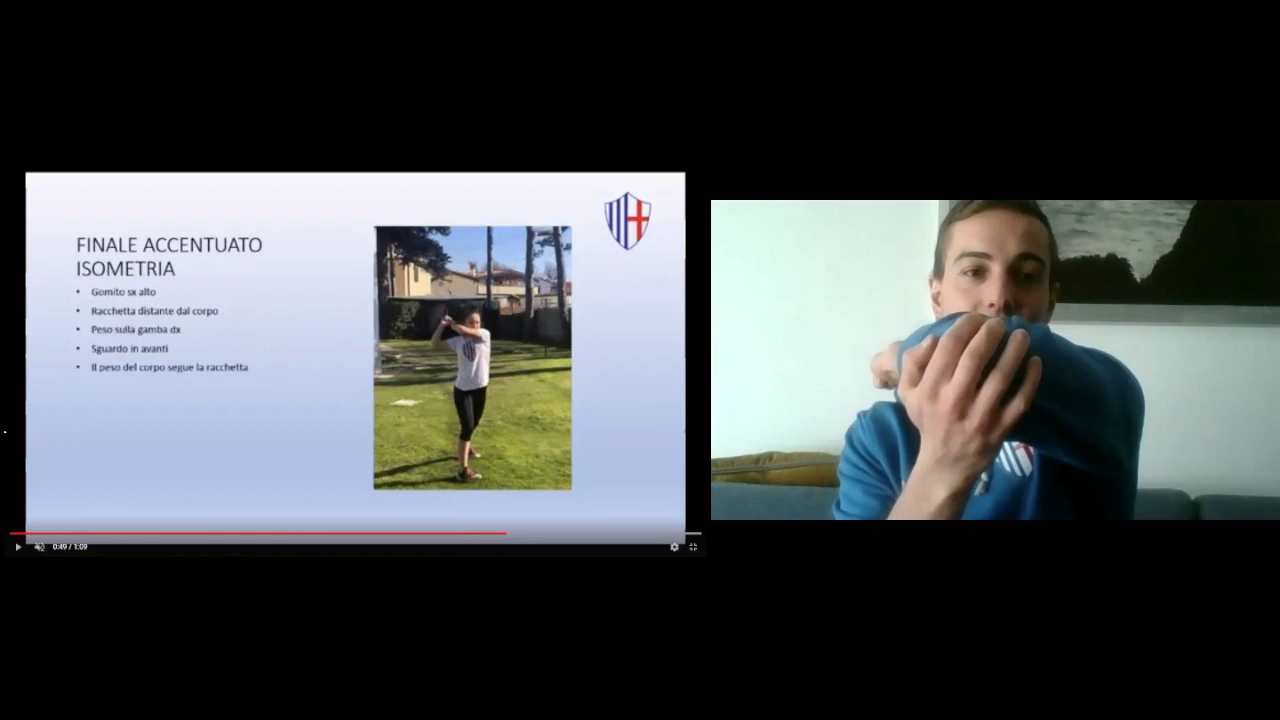 FINALE ACCENTUATO
ISOMETRIA
• Gomito sx alto
• Racchetta distante dal corpo
• Peso sulla gamba dx
• Sguardo in avanti
• Il peso del corpo segue la racchetta
0:49 / 1:09